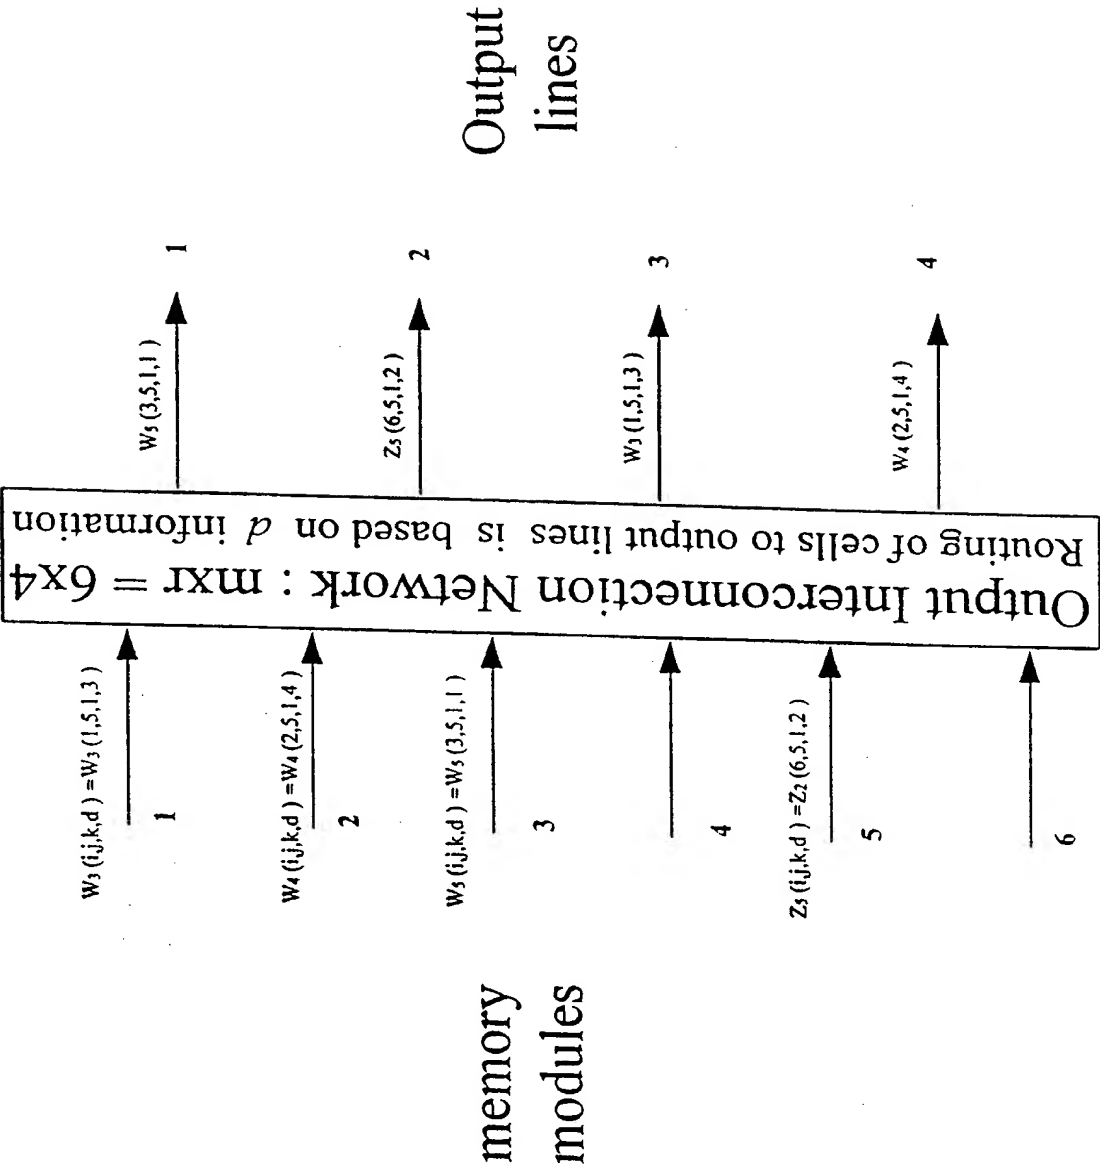 memory
modules
W3 (i,j,k,d ) =W3 (1,5,1,3 )
1
W4 (i,j,k,d ) =W4 (2,5,1,4 )
2
W5 (i,j,k,d ) =W5 (3,5,1,1 )
3
4
Z5 (i,j,k,d ) =Z2 (6,5,1,2 )
5
6
Output Interconnection Network : mxr = 6x4
Routing of cells to output lines is based on d information
W5 (3,5,1,1 )
1
Z5 (6,5,1,2 )
2
W3 (1,5,1,3 )
3
W4 (2,5,1,4 )
4
Output
lines